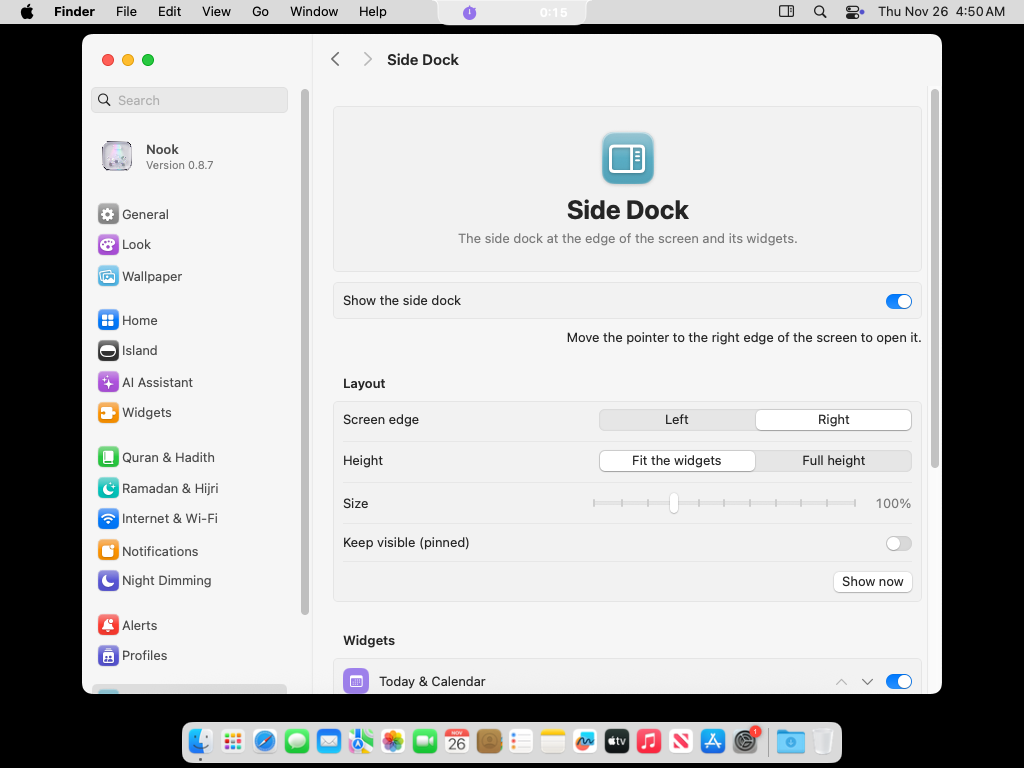 Finder File Edit View Go Window Help 0:15 Thu Nov 26 4:50 AM
Side Dock
Search
Nook
Version 0.8.7
General
Look
Wallpaper
Home
Island
AI Assistant
Widgets
Quran & Hadith
Ramadan & Hijri
Internet & Wi-Fi
Notifications
Night Dimming
Alerts
Profiles
Side Dock
The side dock at the edge of the screen and its widgets.
Show the side dock
Move the pointer to the right edge of the screen to open it.
Layout
Screen edge Left Right
Height Fit the widgets Full height
Size 100%
Keep visible (pinned)
Show now
Widgets
Today & Calendar
NOV
26
tv
1